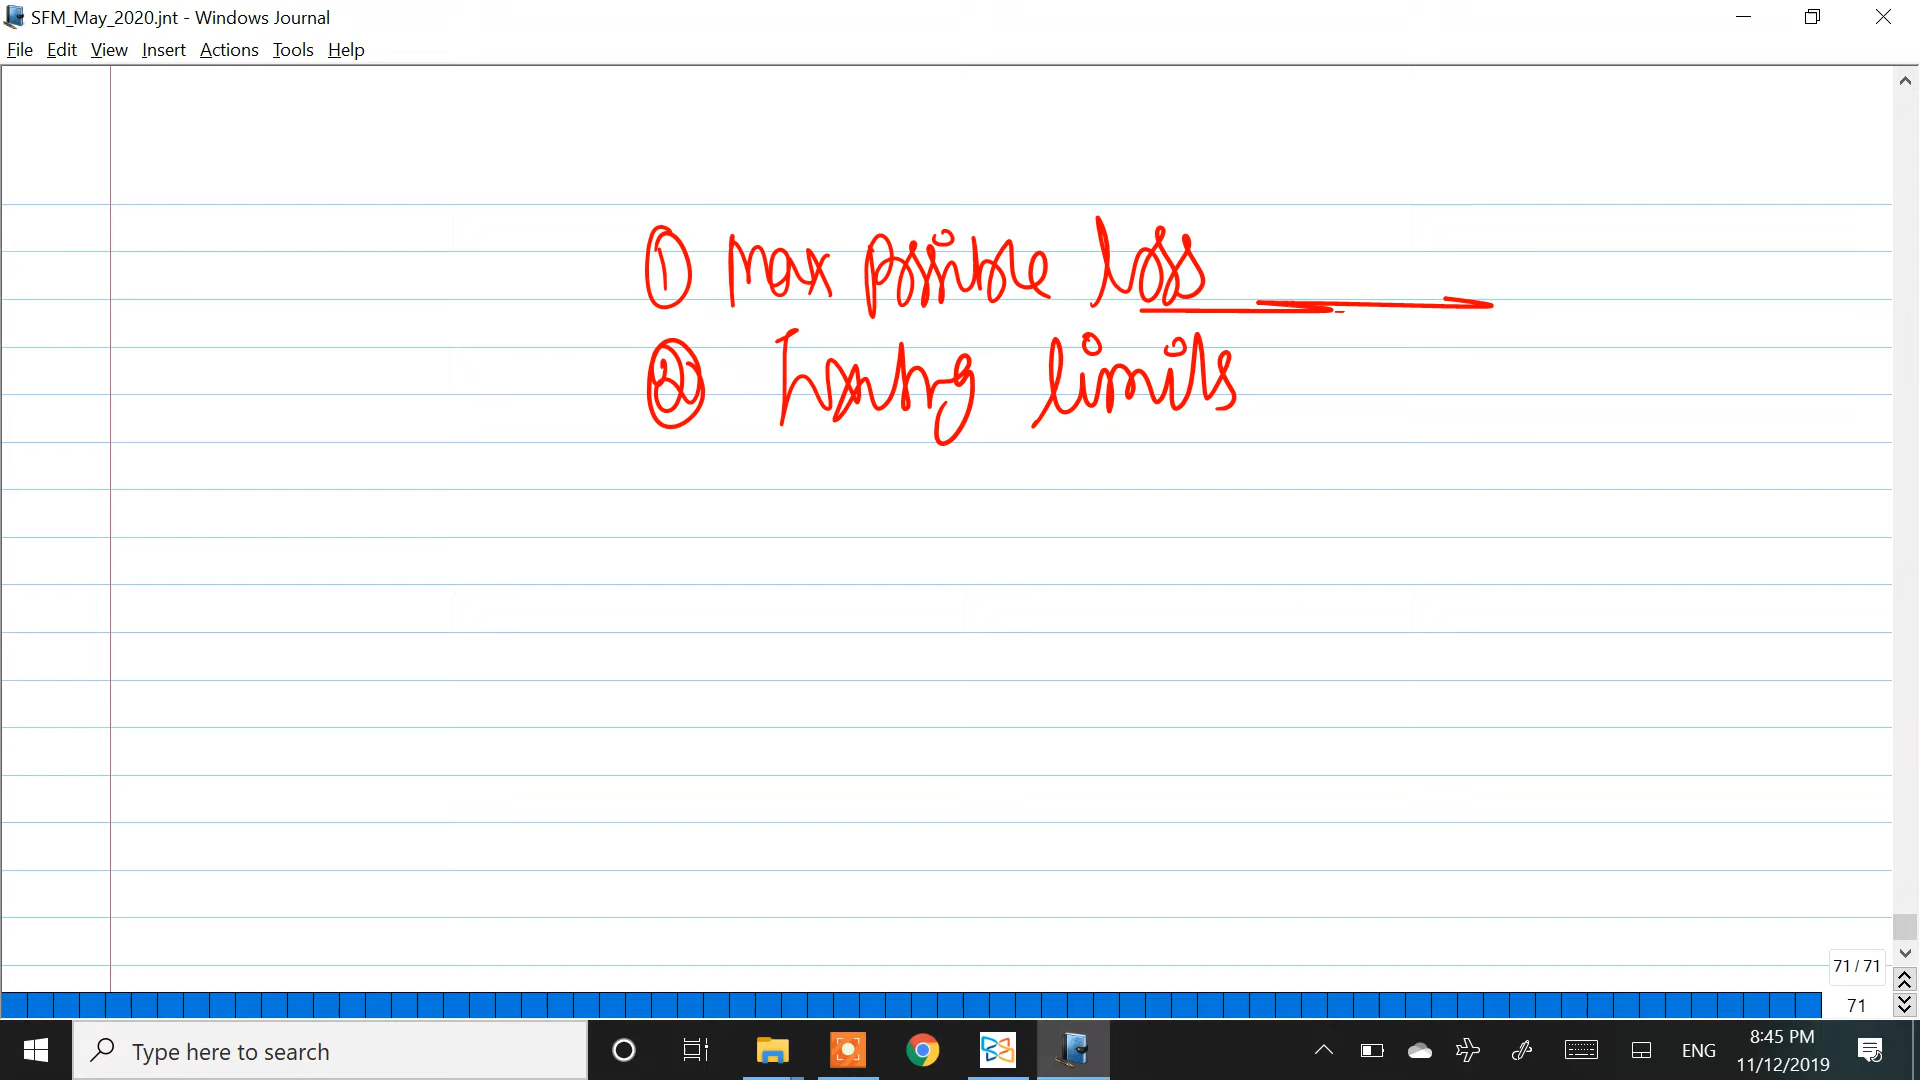 SFM_May_2020.jnt - Windows Journal
File Edit View Insert Actions Tools Help
① Max possible loss
② limits
71 / 71
71
Type here to search
ENG
8:45 PM
11/12/2019